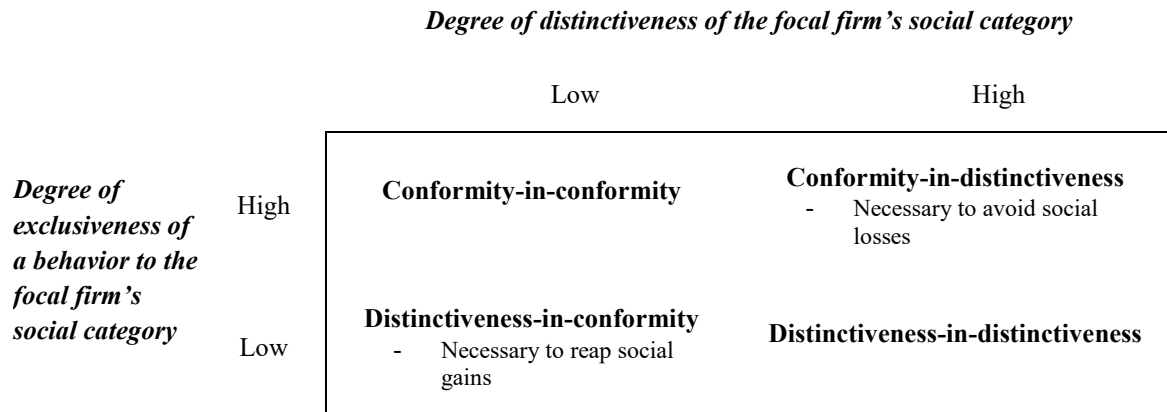 Degree of distinctiveness of the focal firm’s social category
Low High
Degree of
exclusiveness of
a behavior to the
focal firm’s
social category
High
Conformity-in-conformity
Conformity-in-distinctiveness
- Necessary to avoid social
losses
Low
Distinctiveness-in-conformity
- Necessary to reap social
gains
Distinctiveness-in-distinctiveness